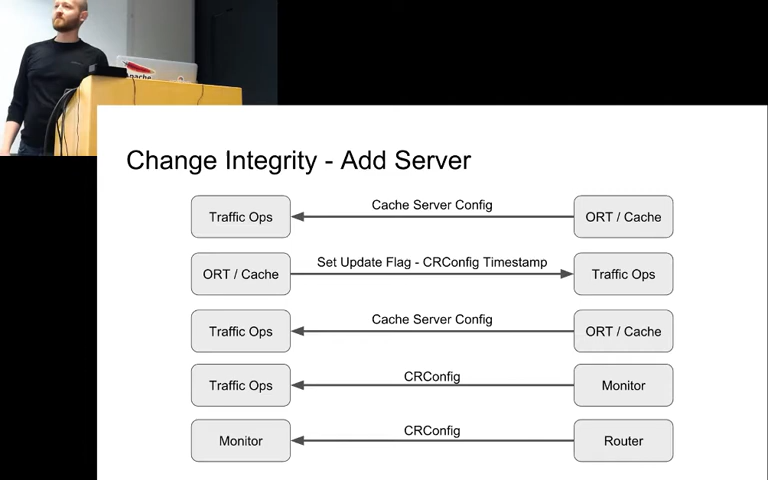 Apache
Change Integrity - Add Server
Cache Server Config
Traffic Ops
ORT / Cache
Set Update Flag - CRConfig Timestamp
ORT / Cache
Traffic Ops
Cache Server Config
Traffic Ops
ORT / Cache
CRConfig
Traffic Ops
Monitor
CRConfig
Monitor
Router